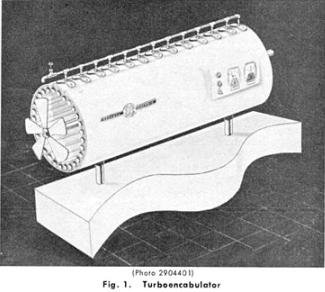 (Photo 2904401)
Fig. 1. Turboencabulator